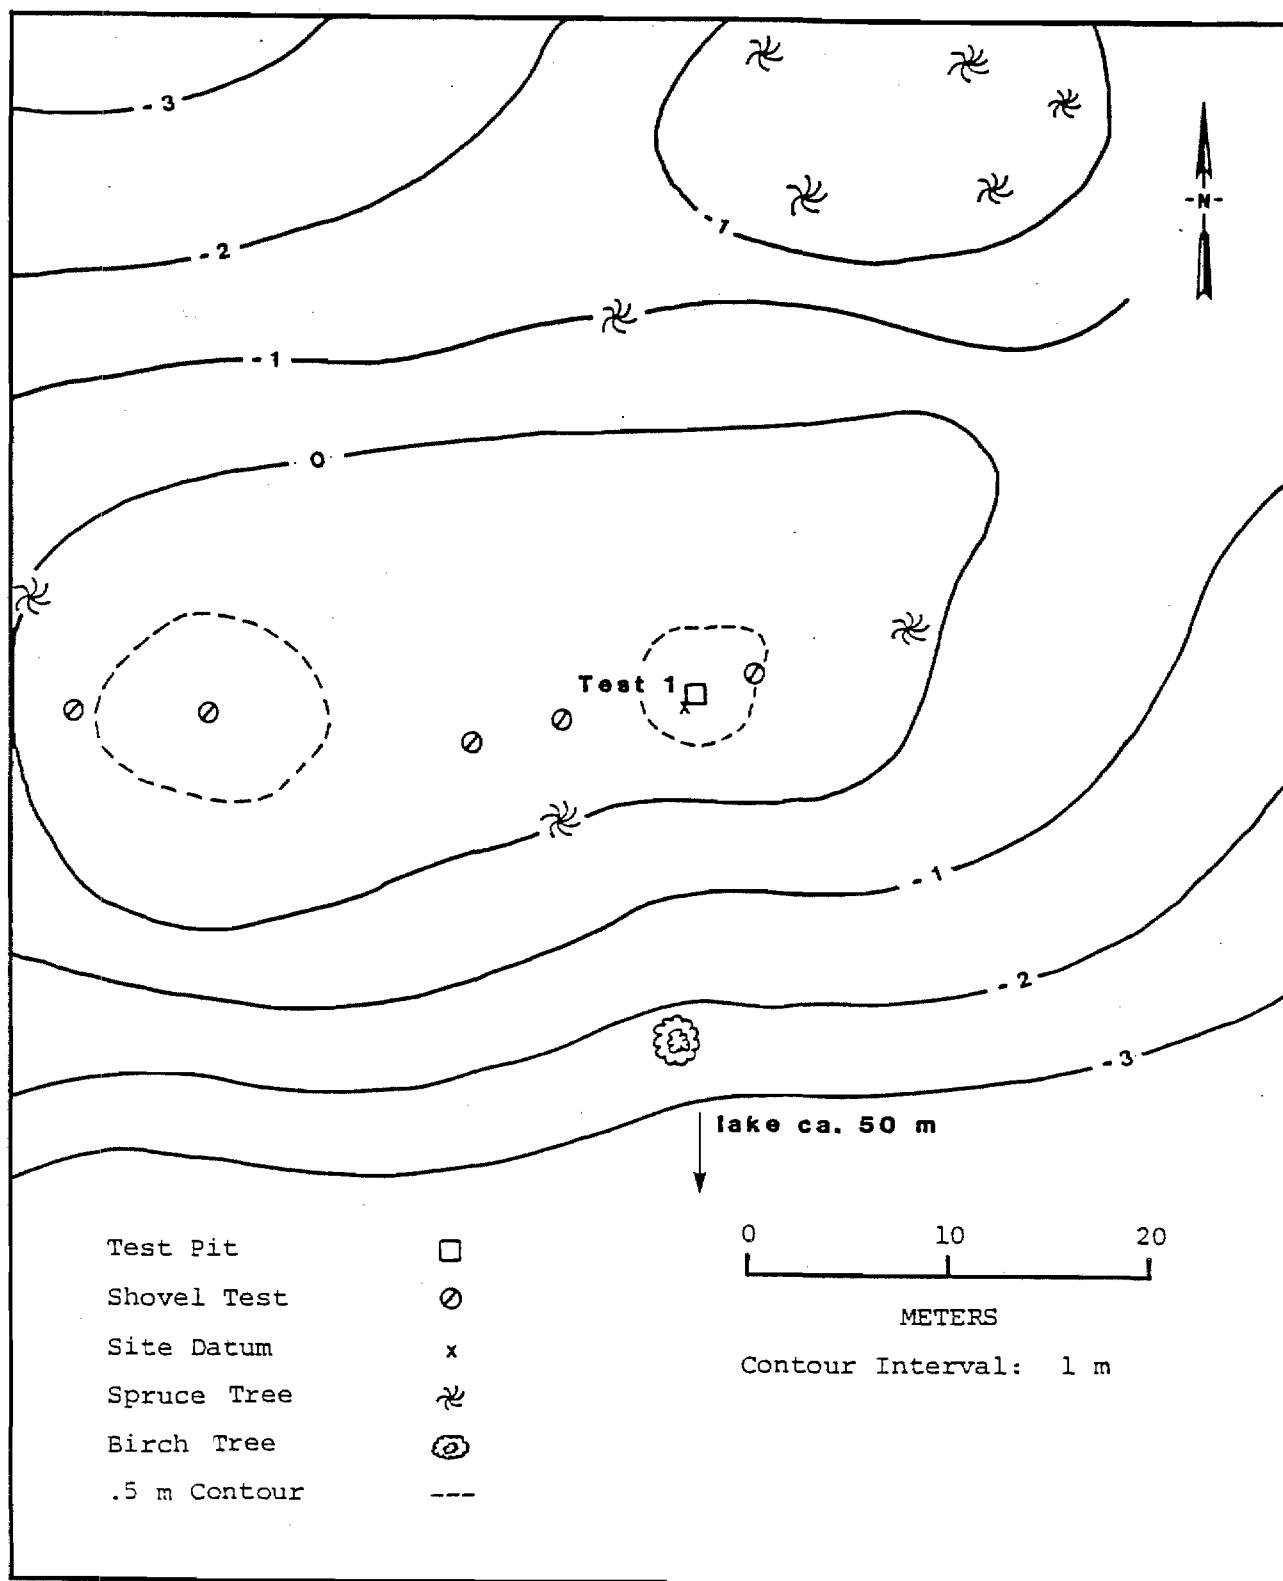 - 3
- 2
- 1
-N-
- 1
0
Test 1
x
- 1
- 2
- 3
lake ca. 50 m
0 10 20
METERS
Contour Interval: 1 m
Test Pit
Shovel Test
Site Datum x
Spruce Tree
Birch Tree
.5 m Contour ---